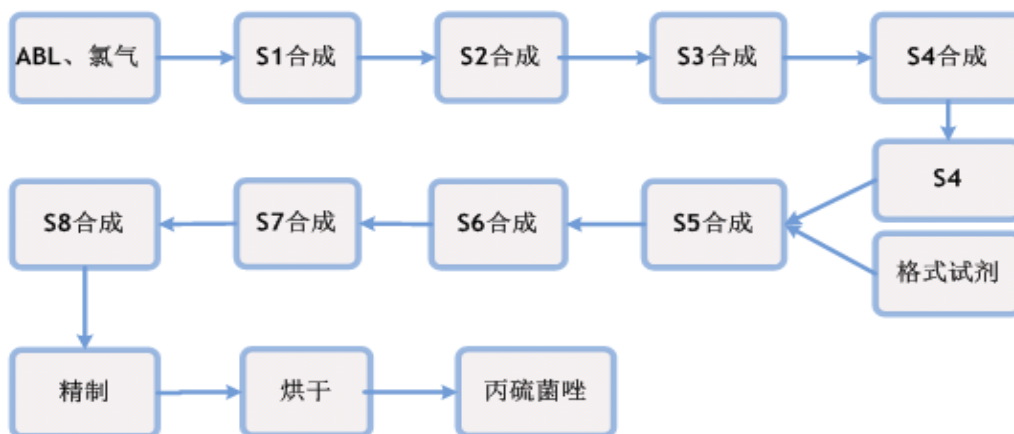 ABL、氯气
S1合成
S2合成
S3合成
S4合成
S4
格式试剂
S5合成
S6合成
S7合成
S8合成
精制
烘干
丙硫菌唑